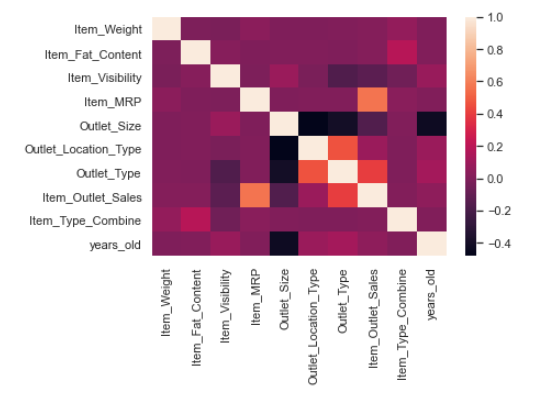 Item_Weight
Item_Fat_Content
Item_Visibility
Item_MRP
Outlet_Size
Outlet_Location_Type
Outlet_Type
Item_Outlet_Sales
Item_Type_Combine
years_old
Item_Weight
Item_Fat_Content
Item_Visibility
Item_MRP
Outlet_Size
Outlet_Location_Type
Outlet_Type
Item_Outlet_Sales
Item_Type_Combine
years_old
1.0
0.8
0.6
0.4
0.2
0.0
−0.2
−0.4